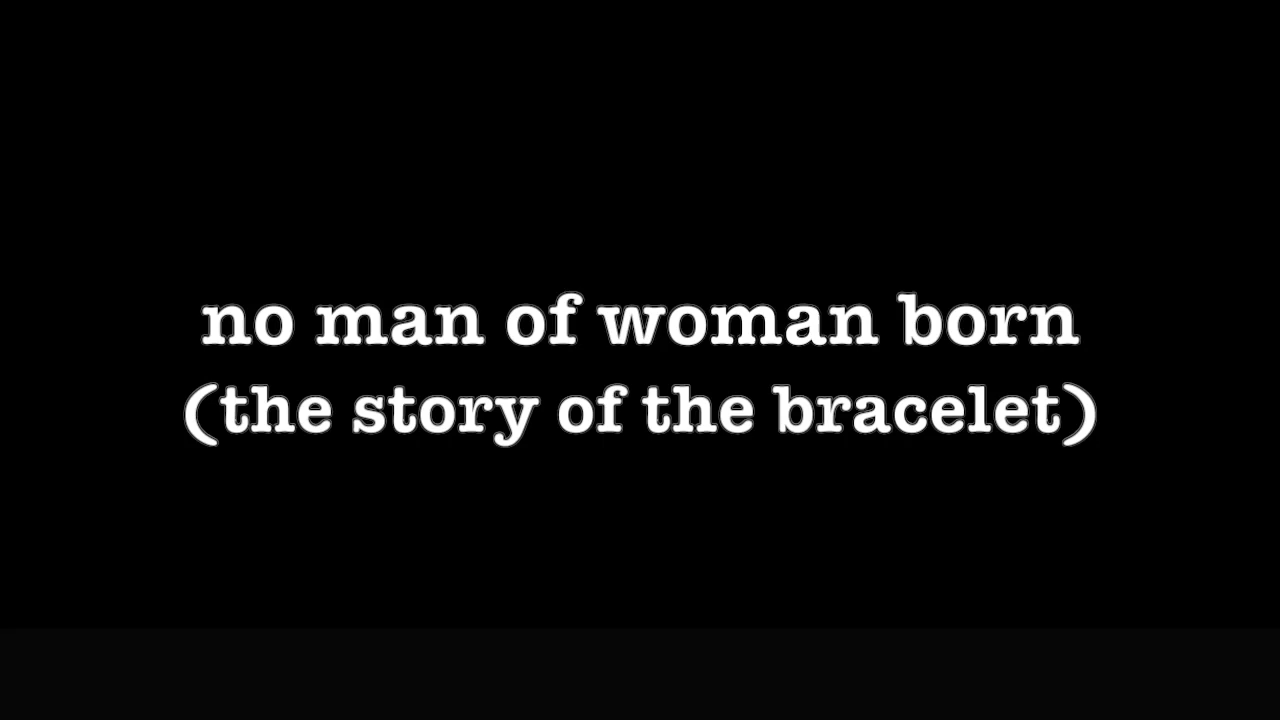 no man of woman born
(the story of the bracelet)